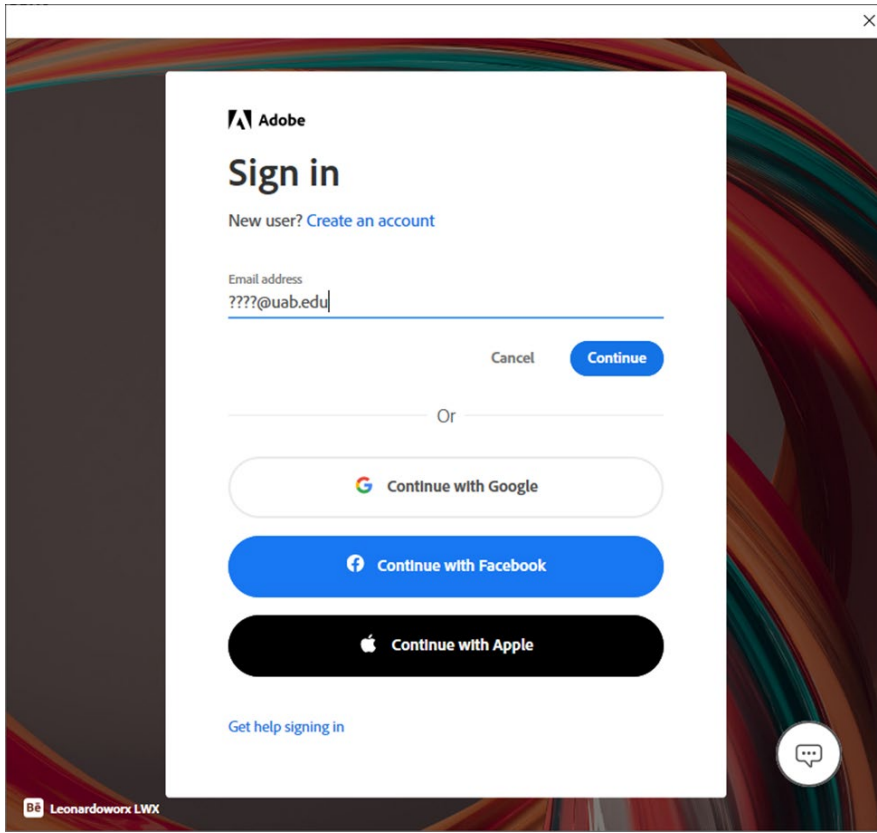 Adobe
Sign in
New user? Create an account
Email address
????@uab.edu
Cancel Continue
Or
Continue with Google
Continue with Facebook
Continue with Apple
Get help signing in
Bē Leonardoworx LWX